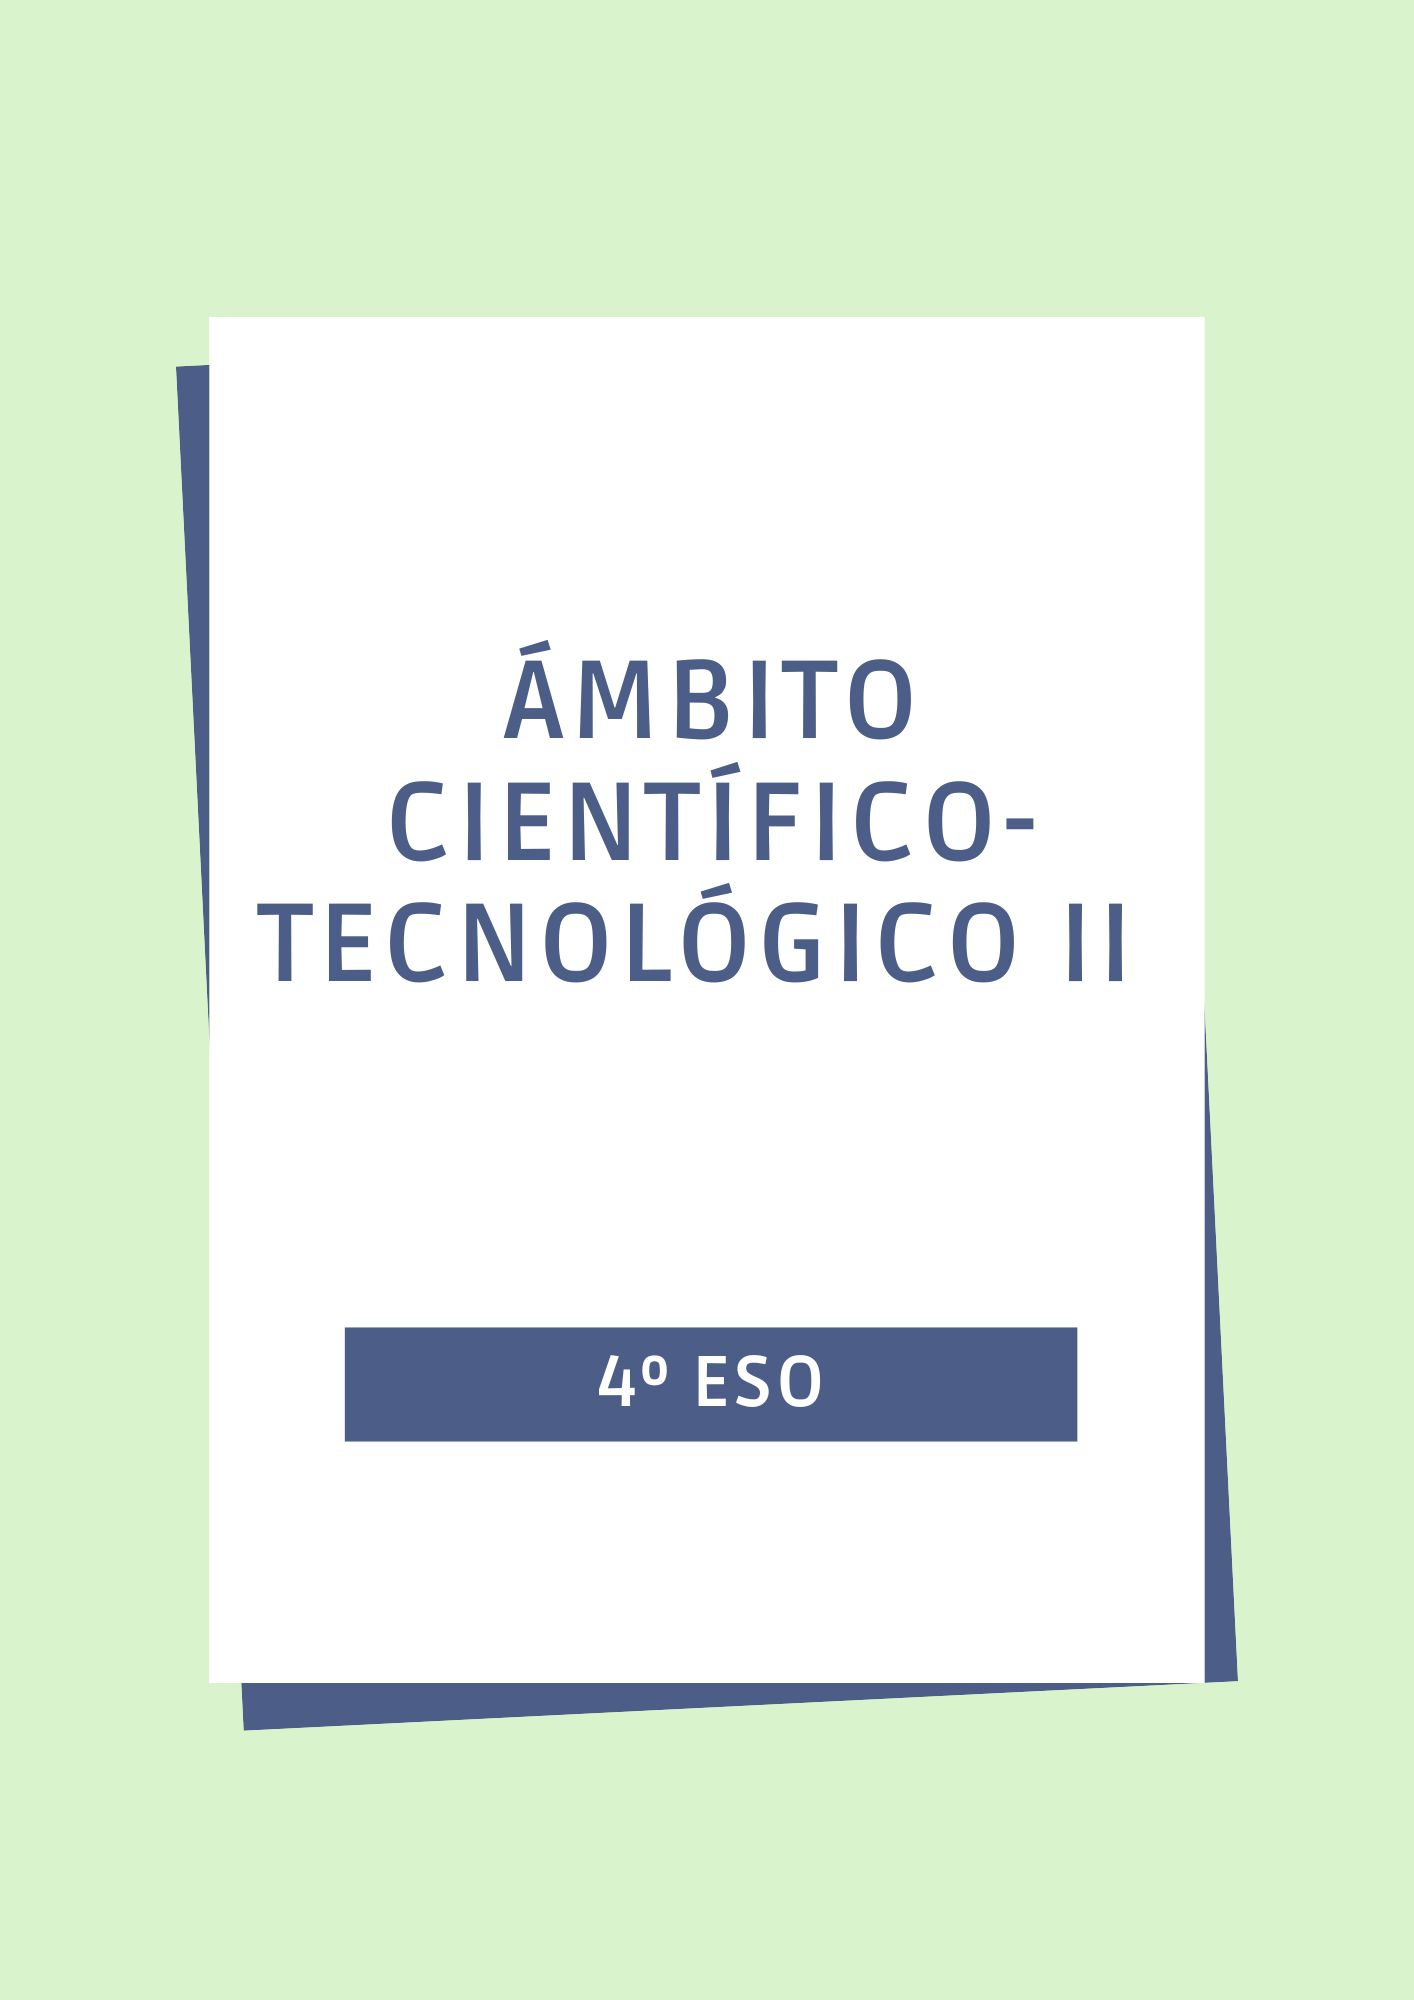 ÁMBITO
CIENTÍFICO-
TECNOLÓGICO II
4º ESO